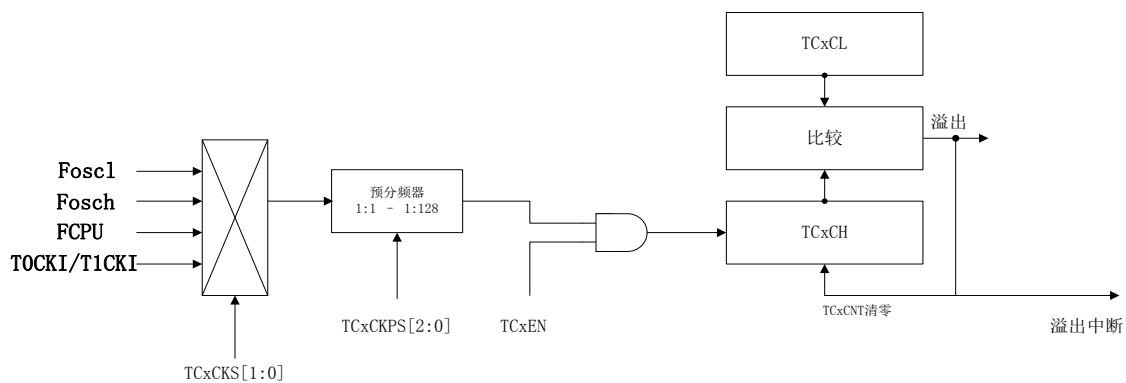 TCxCL
比较
溢出
Foscl
Fosch
FCPU
T0CKI/T1CKI
预分频器
1:1 - 1:128
TCxCH
TCxCNT清零
溢出中断
TCxCKPS[2:0]
TCxEN
TCxCKS[1:0]